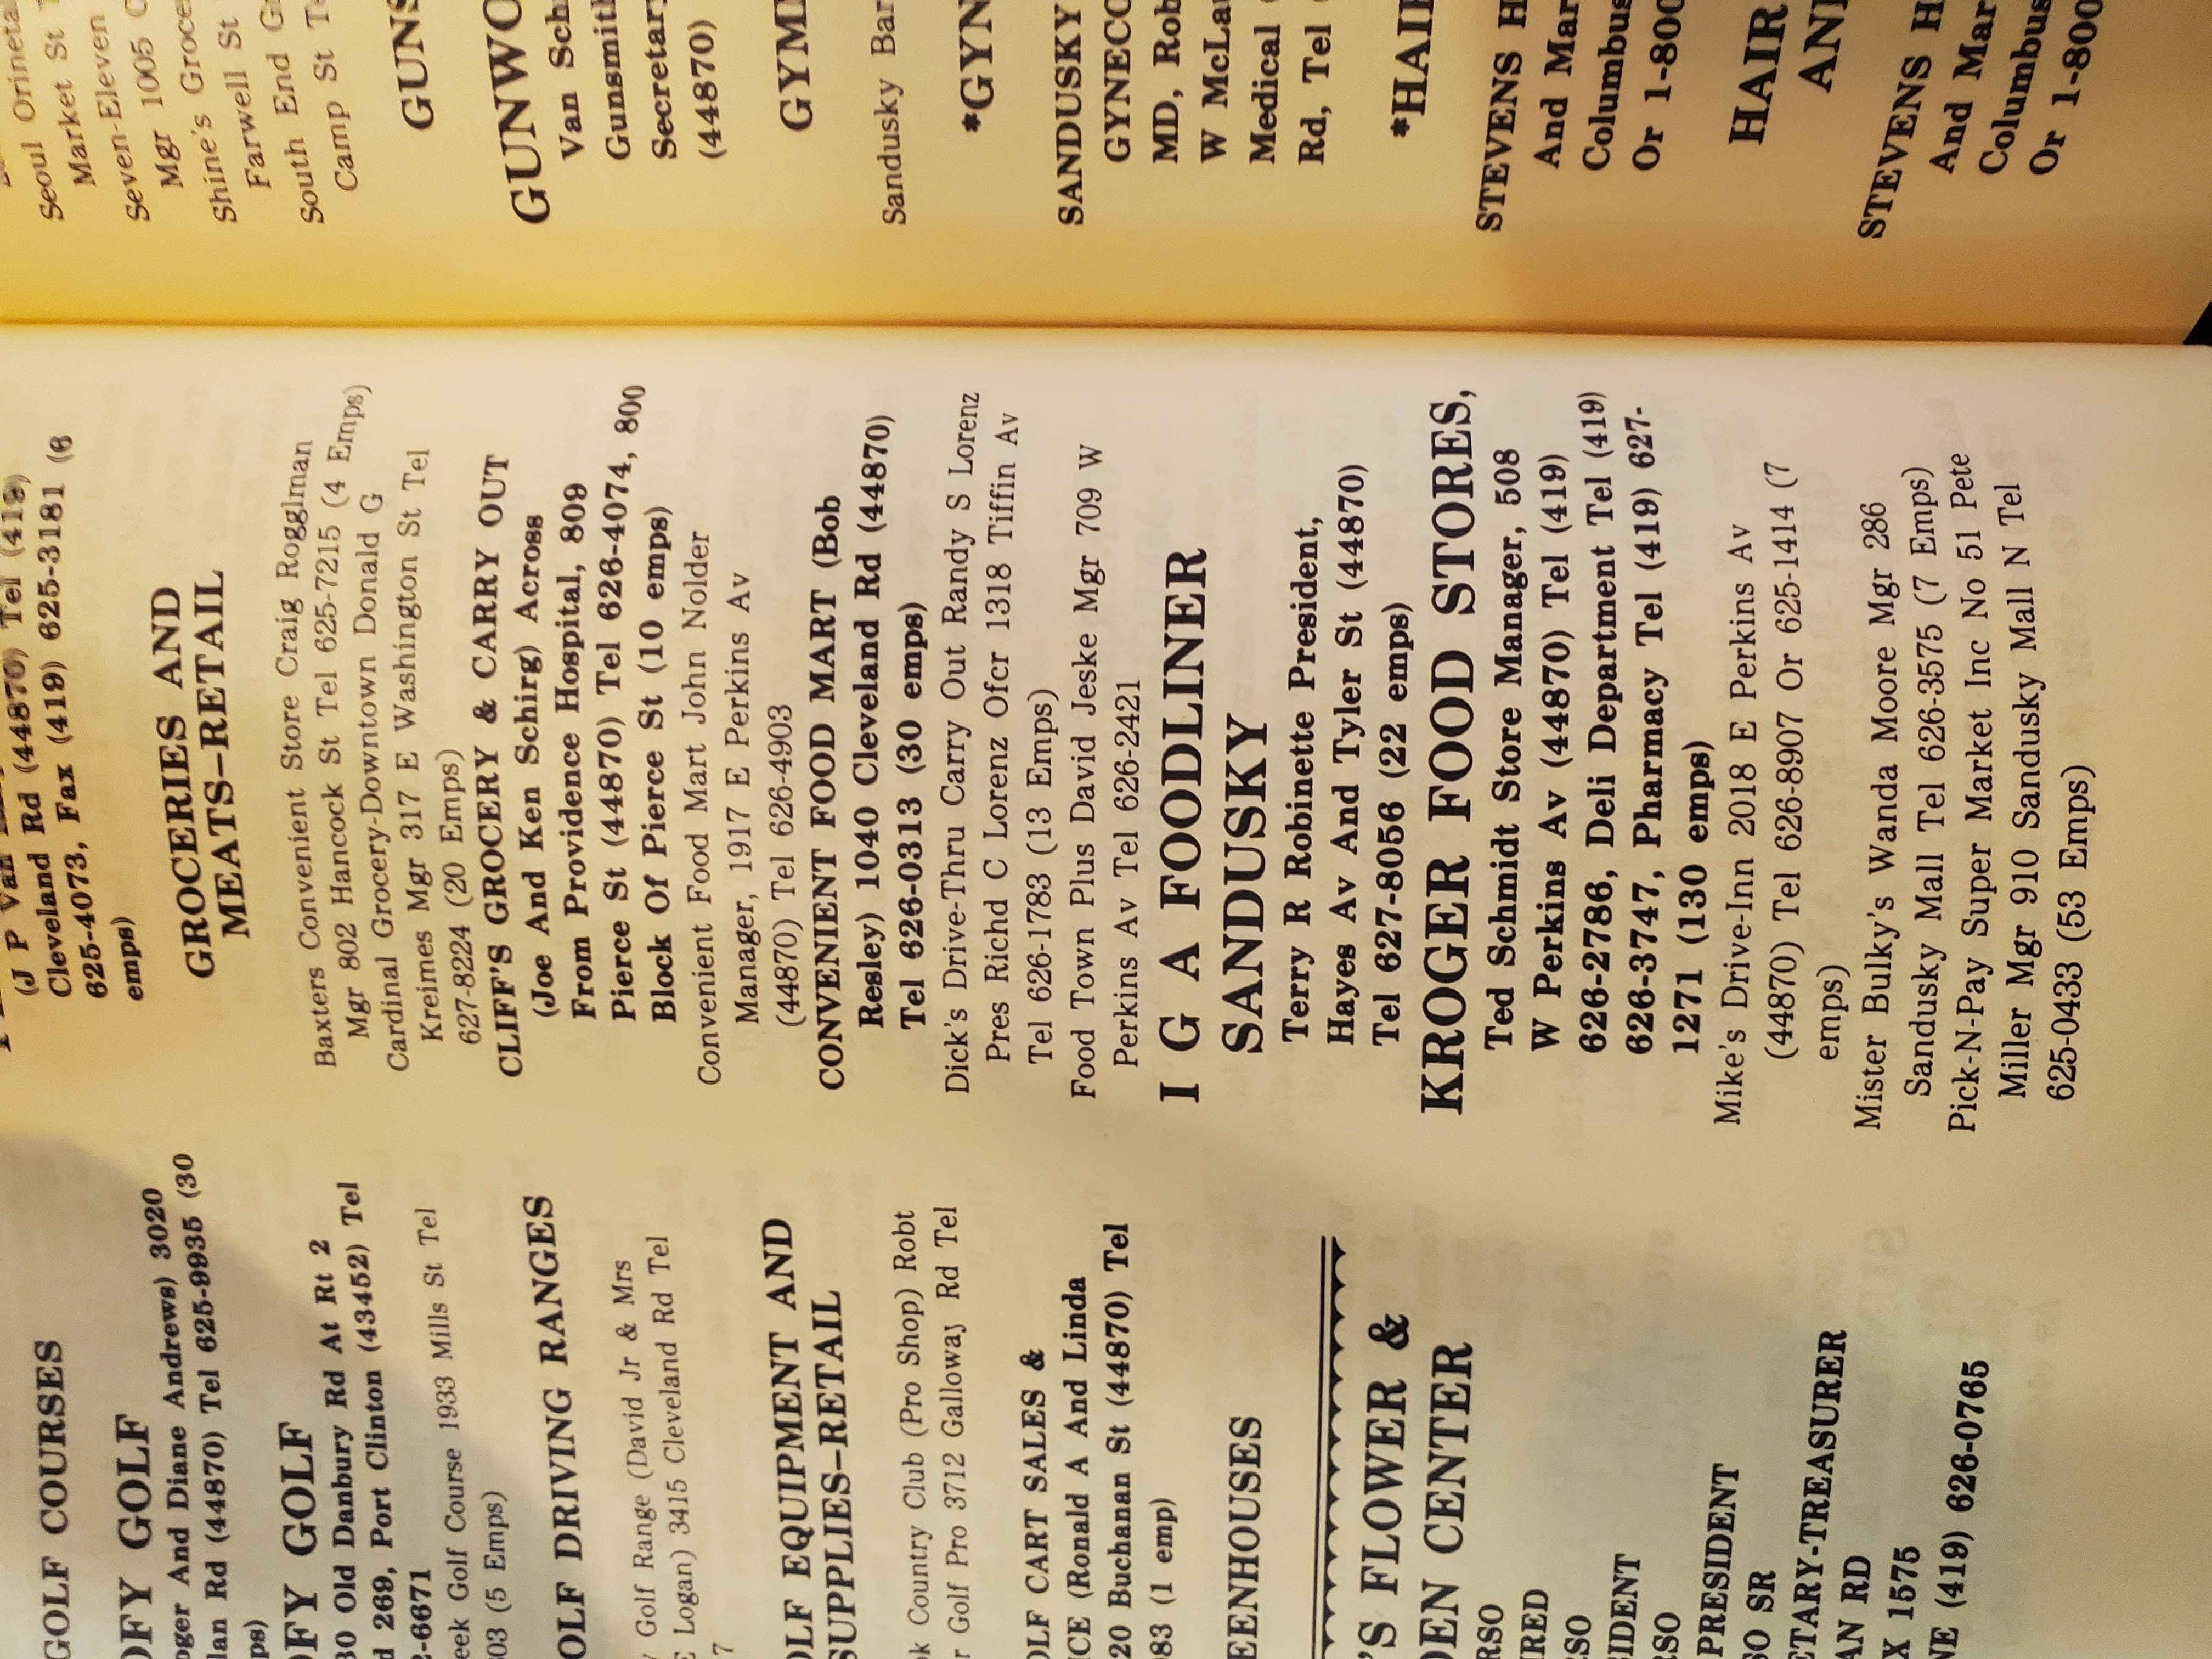 GOLF COURSES
OFY GOLF
oger And Diane Andrews) 3020
lan Rd (44870) Tel 625-9935 (30
ps)
OFY GOLF
30 Old Danbury Rd At Rt 2
d 269, Port Clinton (43452) Tel
2-6671
eek Golf Course 1933 Mills St Tel
303 (5 Emps)
OLF DRIVING RANGES
Golf Range (David Jr & Mrs
E Logan) 3415 Cleveland Rd Tel
7
OLF EQUIPMENT AND
SUPPLIES–RETAIL
k Country Club (Pro Shop) Robt
r Golf Pro 3712 Galloway Rd Tel
OLF CART SALES &
ICE (Ronald A And Linda
20 Buchanan St (44870) Tel
83 (1 emp)
EENHOUSES
'S FLOWER &
DEN CENTER
RSO
IRED
SO
IDENT
RSO
PRESIDENT
SO SR
ETARY-TREASURER
AN RD
X 1575
NE (419) 626-0765
(J P Van
Cleveland Rd (44870) Tel (419)
625-4073, Fax (419) 625-3181 (6
emps)
GROCERIES AND
MEATS–RETAIL
Baxters Convenient Store Craig Rogglman
Mgr 802 Hancock St Tel 625-7215 (4 Emps)
Cardinal Grocery-Downtown Donald G
Kreimes Mgr 317 E Washington St Tel
627-8224 (20 Emps)
CLIFF'S GROCERY & CARRY OUT
(Joe And Ken Schirg) Across
From Providence Hospital, 809
Pierce St (44870) Tel 626-4074, 800
Block Of Pierce St (10 emps)
Convenient Food Mart John Nolder
Manager, 1917 E Perkins Av
(44870) Tel 626-4903
CONVENIENT FOOD MART (Bob
Resley) 1040 Cleveland Rd (44870)
Tel 626-0313 (30 emps)
Dick's Drive-Thru Carry Out Randy S Lorenz
Pres Richd C Lorenz Ofcr 1318 Tiffin Av
Tel 626-1783 (13 Emps)
Food Town Plus David Jeske Mgr 709 W
Perkins Av Tel 626-2421
I G A FOODLINER
SANDUSKY
Terry R Robinette President,
Hayes Av And Tyler St (44870)
Tel 627-8056 (22 emps)
KROGER FOOD STORES,
Ted Schmidt Store Manager, 508
W Perkins Av (44870) Tel (419)
626-2786, Deli Department Tel (419)
626-3747, Pharmacy Tel (419) 627-
1271 (130 emps)
Mike's Drive-Inn 2018 E Perkins Av
(44870) Tel 626-8907 Or 625-1414 (7
emps)
Mister Bulky's Wanda Moore Mgr 286
Sandusky Mall Tel 626-3575 (7 Emps)
Pick-N-Pay Super Market Inc No 51 Pete
Miller Mgr 910 Sandusky Mall N Tel
625-0433 (53 Emps)
Seoul Orineta
Market St
Seven-Eleven
Mgr 1005
Shine's Groce
Farwell St
South End G
Camp St T
GUNS
GUNWO
Van Sch
Gunsmith
Secretary
(44870)
GYM
Sandusky Bar
*GYN
SANDUSKY
GYNECO
MD, Rob
W McLa
Medical
Rd, Tel
*HAI
STEVENS H
And Mar
Columbus
Or 1-800
HAIR
AN
STEVENS H
And Mar
Columbus
Or 1-800